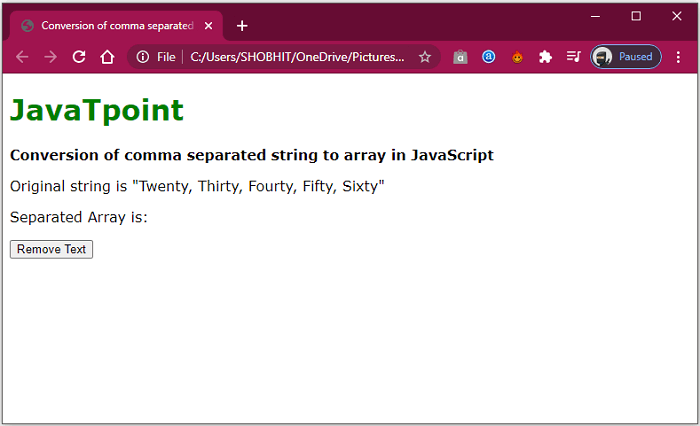 Conversion of comma separated
File
C:/Users/SHOBHIT/OneDrive/Pictures...
Paused
JavaTpoint
Conversion of comma separated string to array in JavaScript
Original string is "Twenty, Thirty, Fourty, Fifty, Sixty"
Separated Array is:
Remove Text